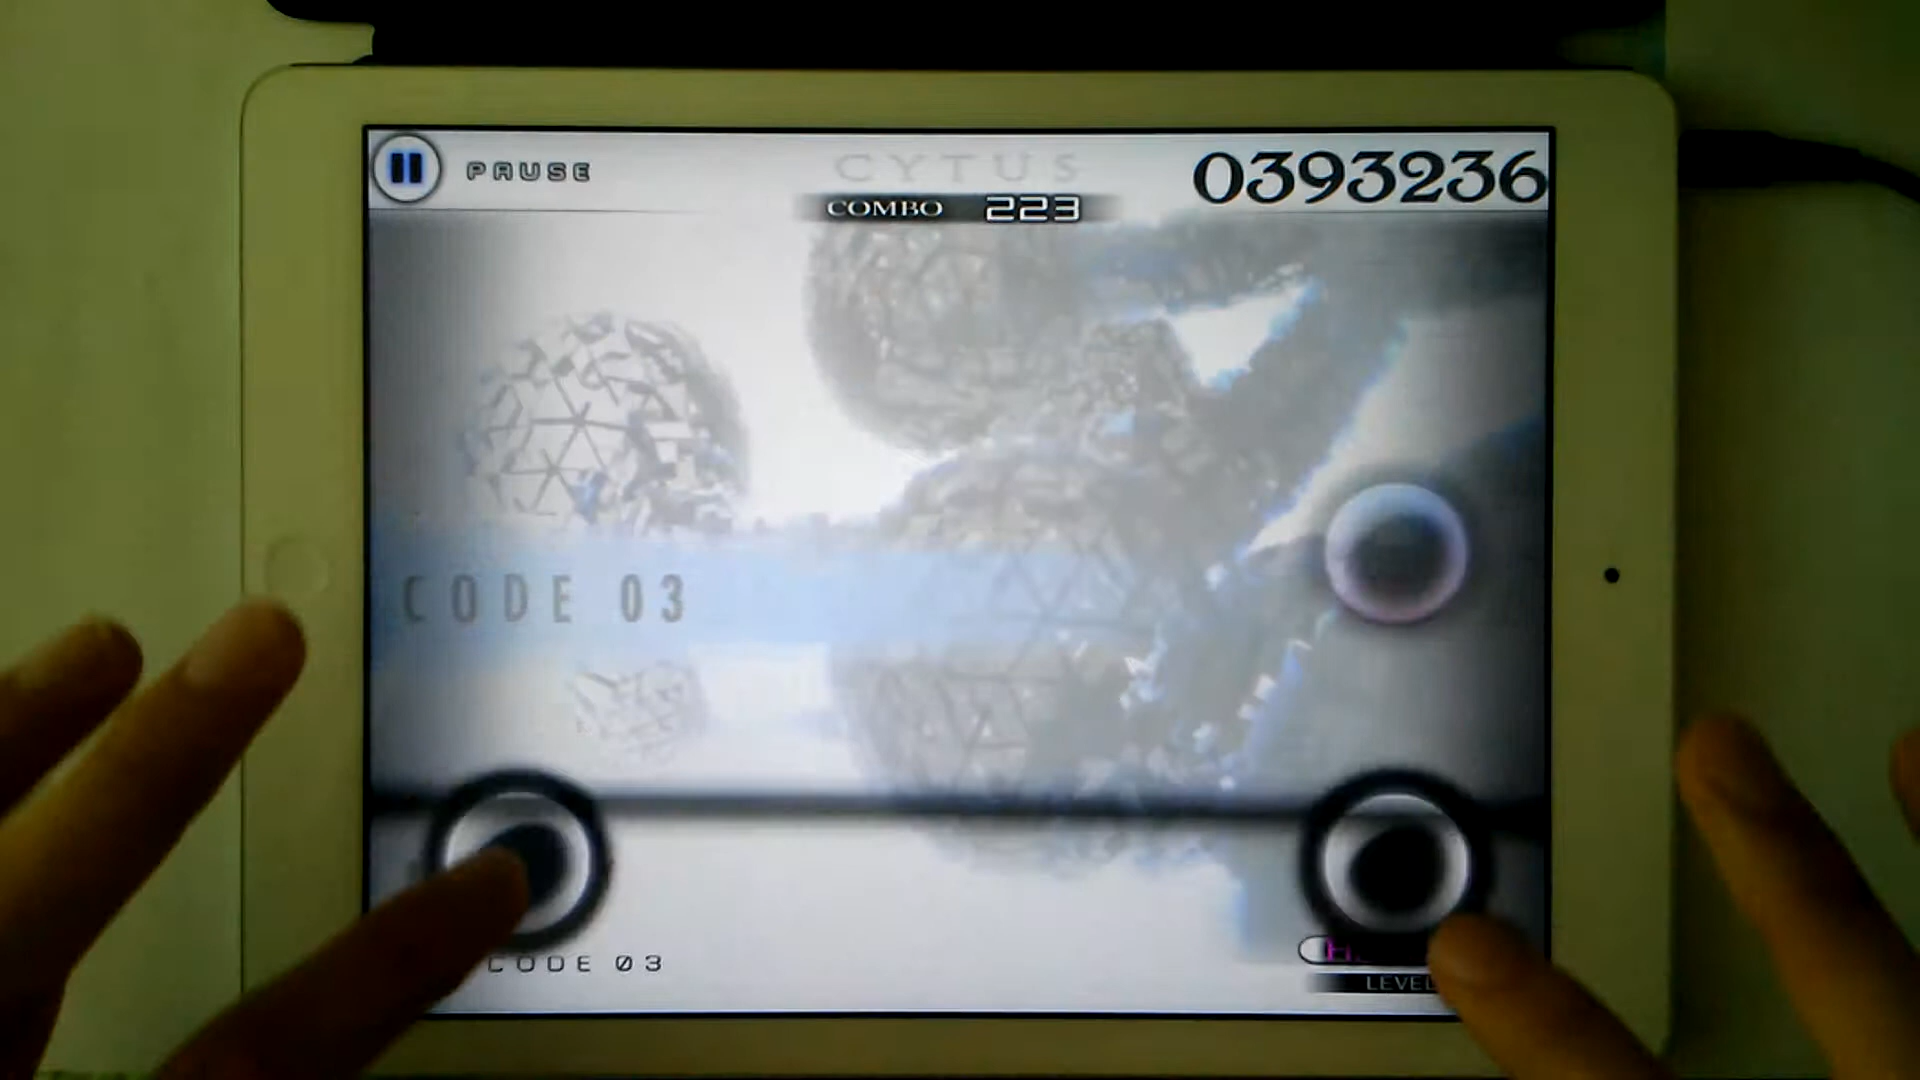 PAUSE
CYTUS
0393236
COMBO 223
CODE 03
CODE 03
LEVEL